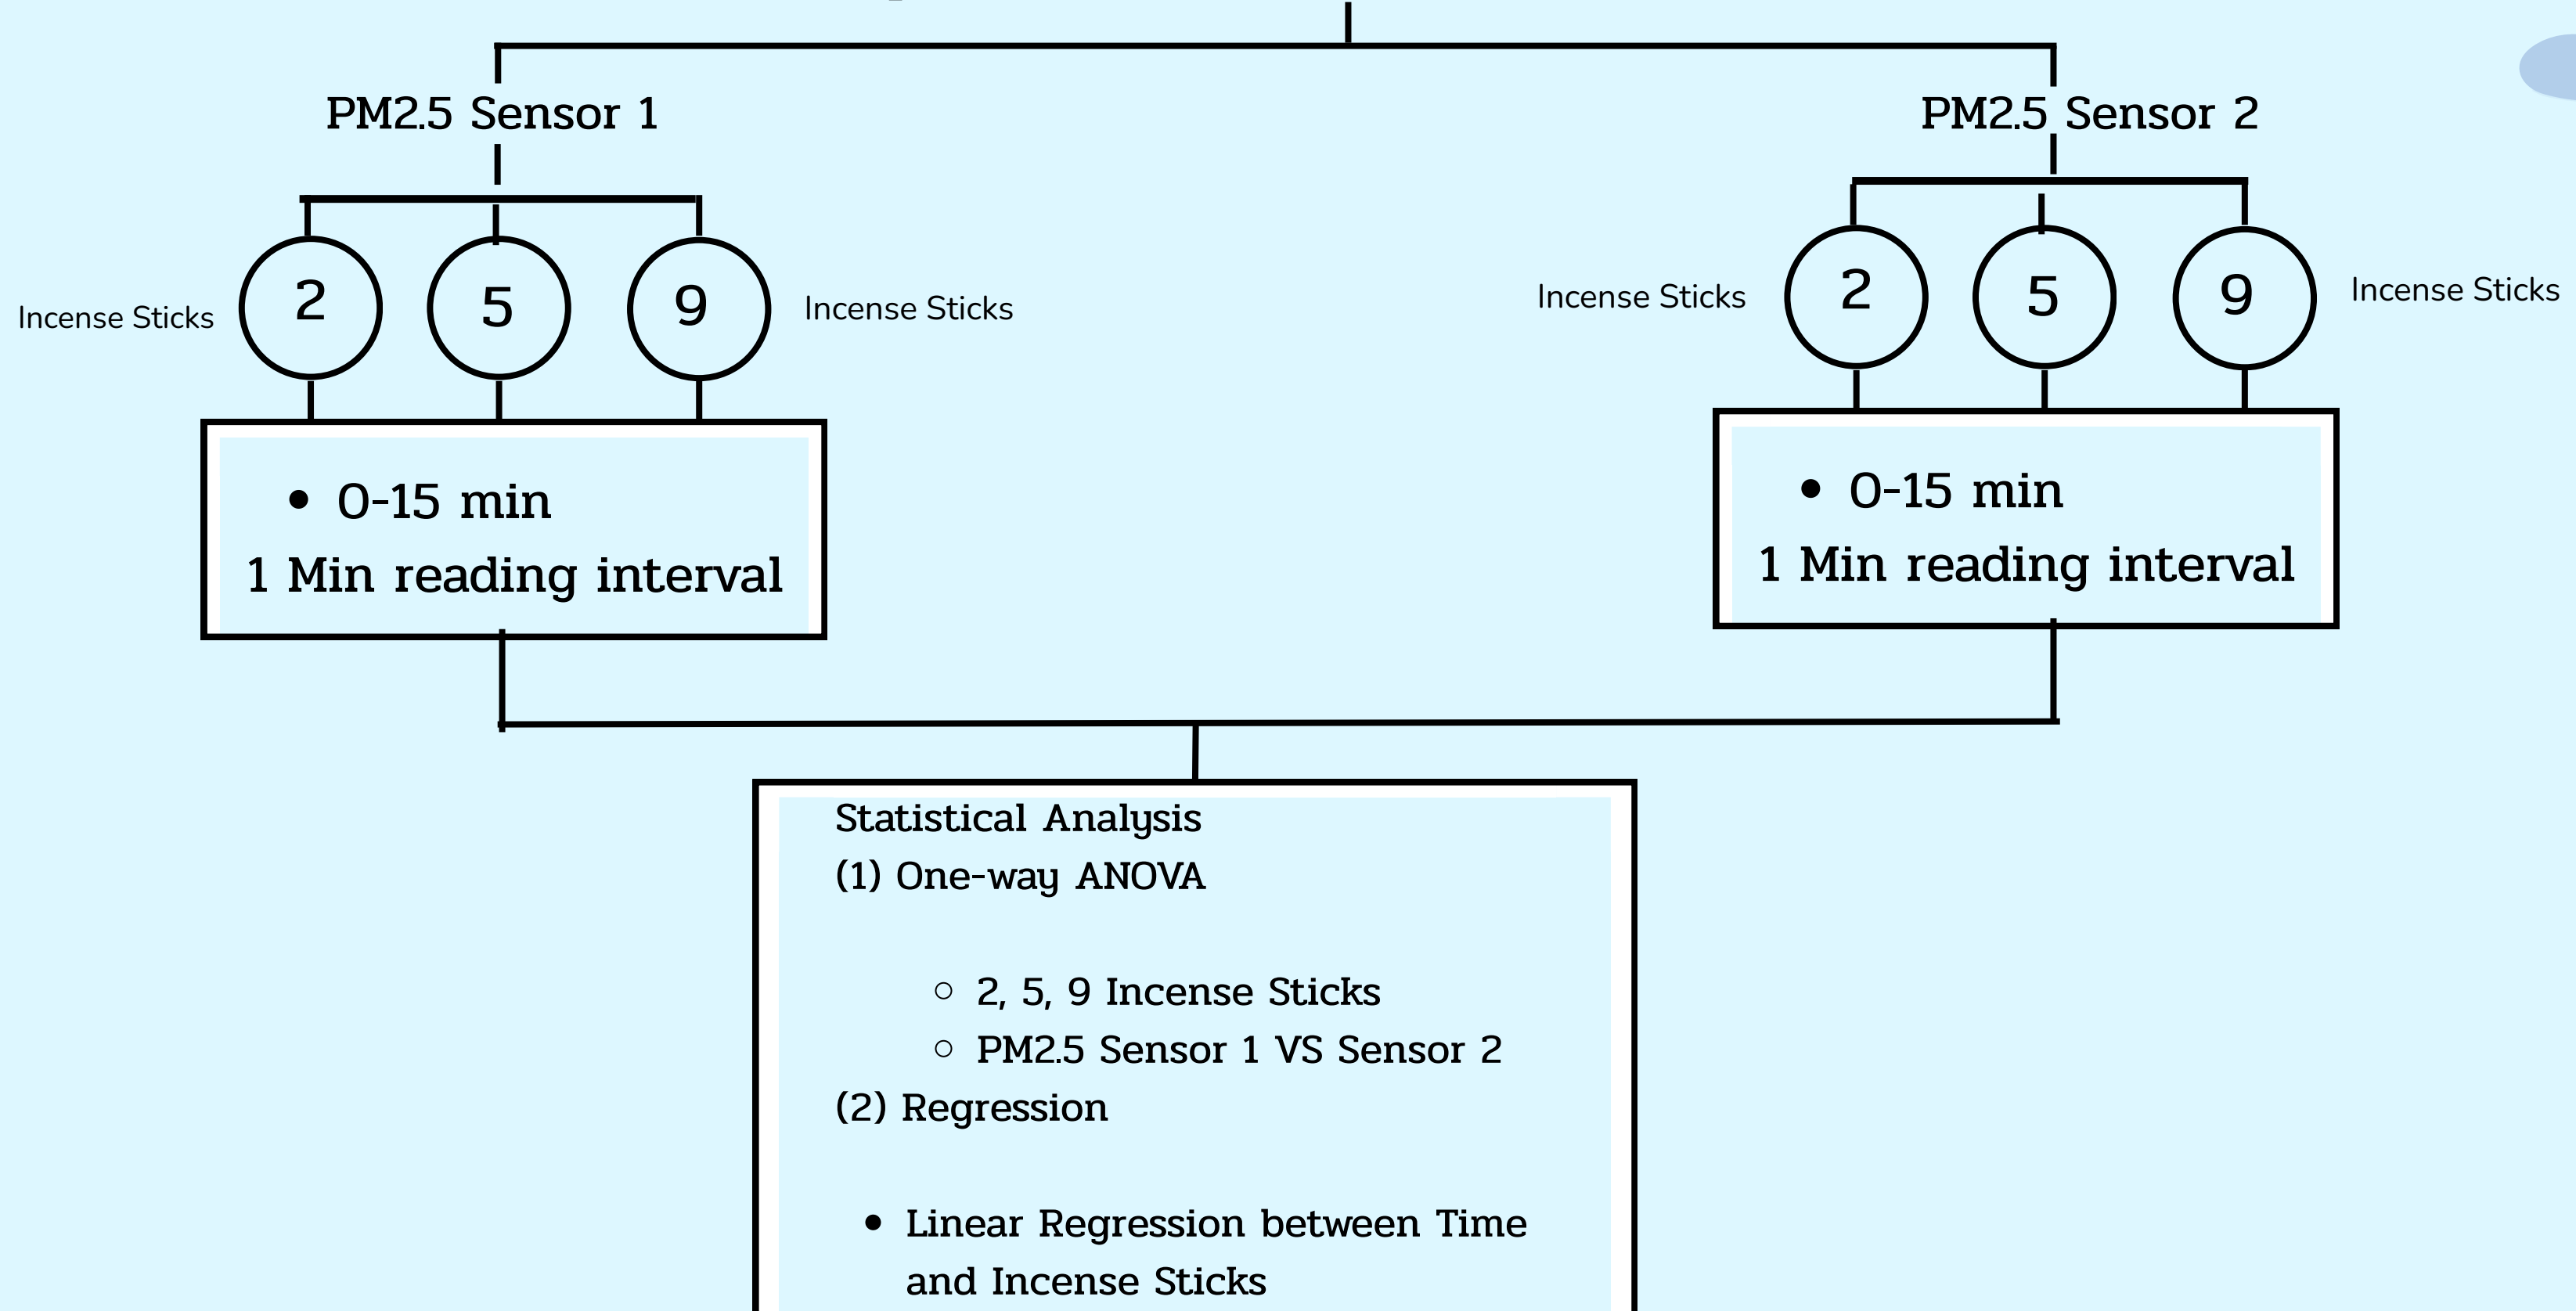 PM2.5 Sensor 1
PM2.5 Sensor 2
Incense Sticks
2
5
9
Incense Sticks
Incense Sticks
2
5
9
Incense Sticks
• 0-15 min
1 Min reading interval
• 0-15 min
1 Min reading interval
Statistical Analysis
(1) One-way ANOVA
○ 2, 5, 9 Incense Sticks
○ PM2.5 Sensor 1 VS Sensor 2
(2) Regression
• Linear Regression between Time
and Incense Sticks